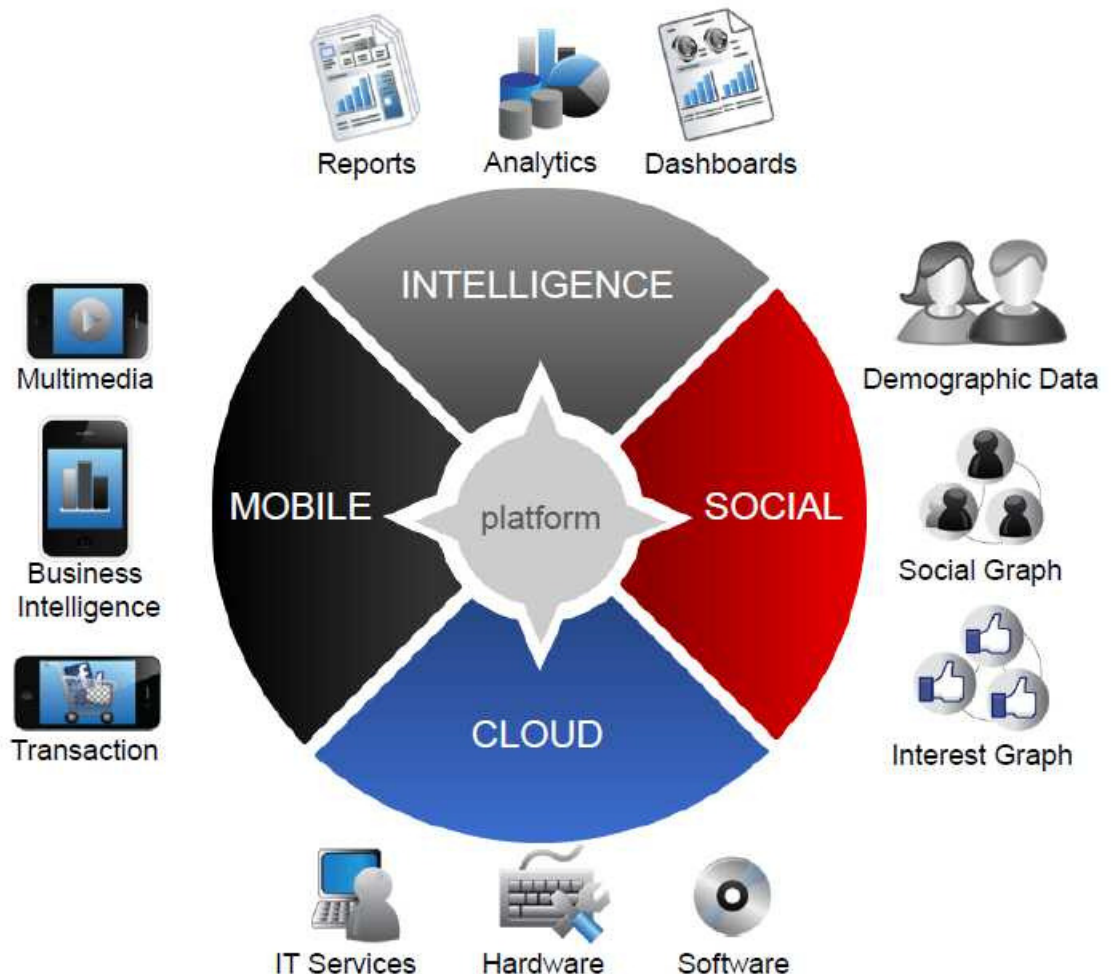 Reports
Analytics
Dashboards
INTELLIGENCE
Multimedia
Demographic Data
MOBILE
platform
SOCIAL
Business
Intelligence
Social Graph
Transaction
CLOUD
Interest Graph
IT Services
Hardware
Software